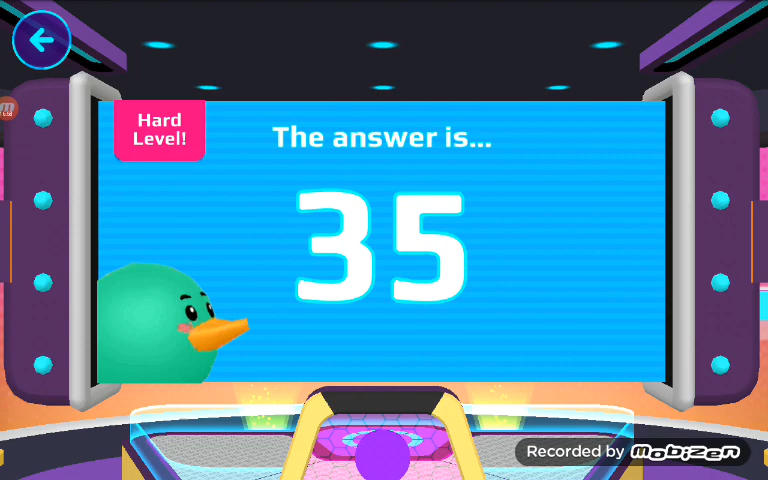 Hard
Level!
The answer is...
35
Recorded by Mobizen